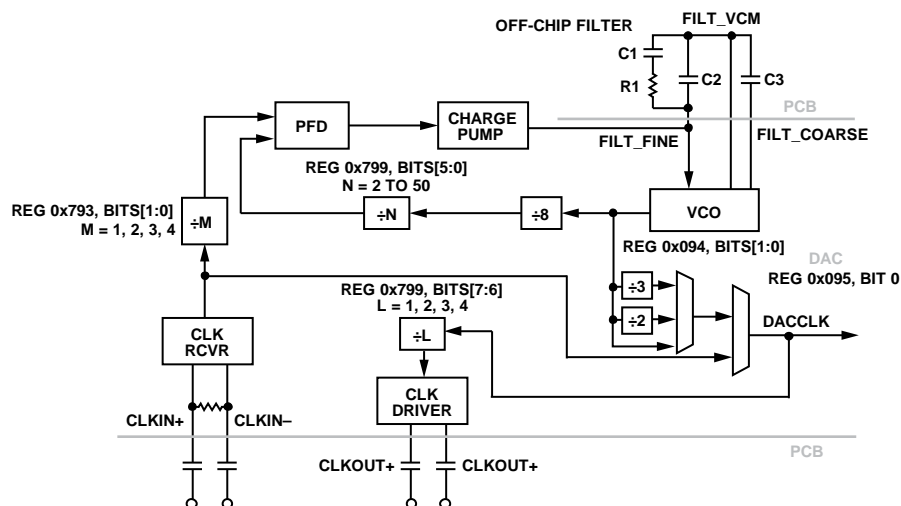 OFF-CHIP FILTER
FILT_VCM
C1
R1
C2
C3
PCB
PFD
CHARGE
PUMP
FILT_FINE
FILT_COARSE
REG 0x799, BITS[5:0]
N = 2 TO 50
REG 0x793, BITS[1:0]
M = 1, 2, 3, 4
÷M
÷N
÷8
VCO
REG 0x094, BITS[1:0]
DAC
REG 0x095, BIT 0
REG 0x799, BITS[7:6]
L = 1, 2, 3, 4
÷3
÷2
DACCLK
CLK
RCVR
÷L
CLK
DRIVER
CLKIN+
CLKIN–
PCB
CLKOUT+
CLKOUT+